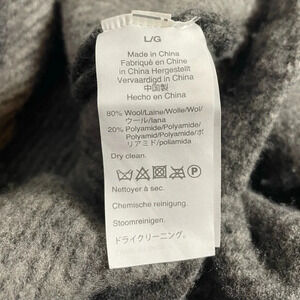 L/G
Made in China
Fabriqué en Chine
In China Hergestellt
Vervaardigd in China
中国製
Hecho en China
80% Wool/Laine/Wolle/Wol/
ウール/lana
20% Polyamide/Polyamide/
Polyamid/Polyamide/ポリ
アミド/poliamida
Dry clean.
Nettoyer à sec.
Chemische reinigung.
Stoomreinigen.
ドライクリーニング。